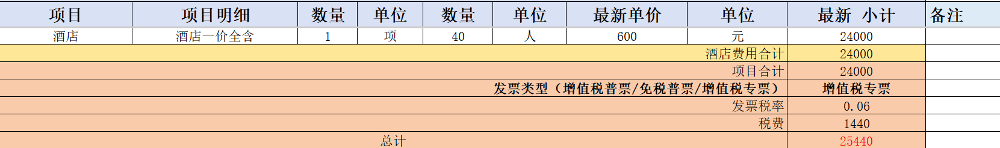 项目 项目明细 数量 单位 数量 单位 最新单价 单位 最新 小计 备注
酒店 酒店一价全含 1 项 40 人 600 元 24000
酒店费用合计 24000
项目合计 24000
发票类型（增值税普票/免税普票/增值税专票） 增值税专票
发票税率 0.06
税费 1440
总计 25440